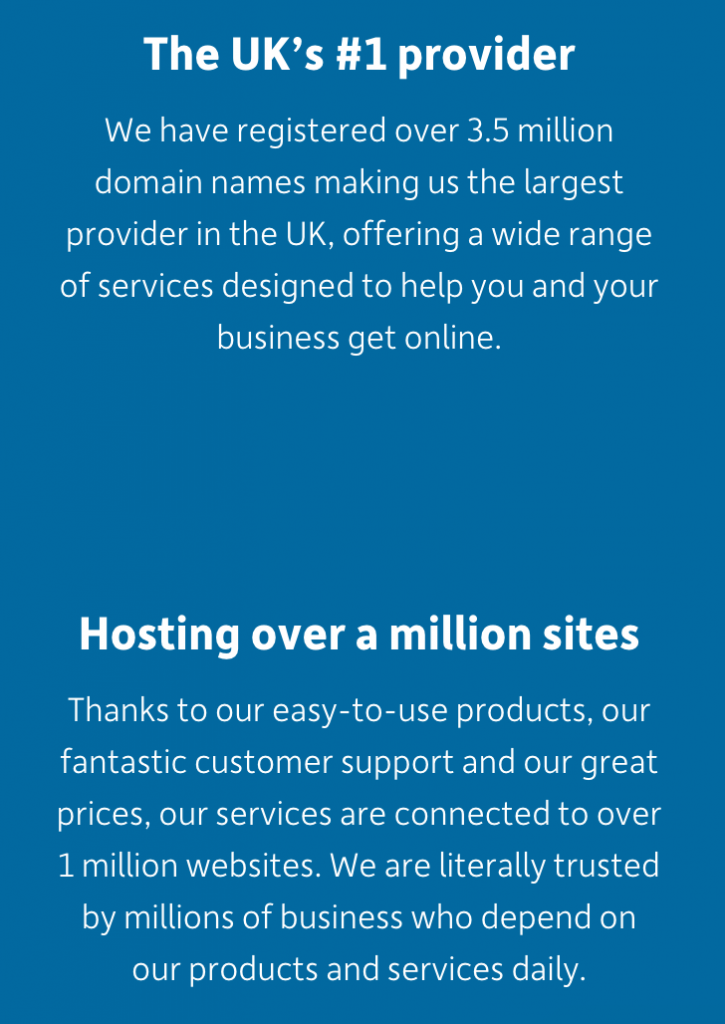 The UK’s #1 provider
We have registered over 3.5 million
domain names making us the largest
provider in the UK, offering a wide range
of services designed to help you and your
business get online.
Hosting over a million sites
Thanks to our easy-to-use products, our
fantastic customer support and our great
prices, our services are connected to over
1 million websites. We are literally trusted
by millions of business who depend on
our products and services daily.